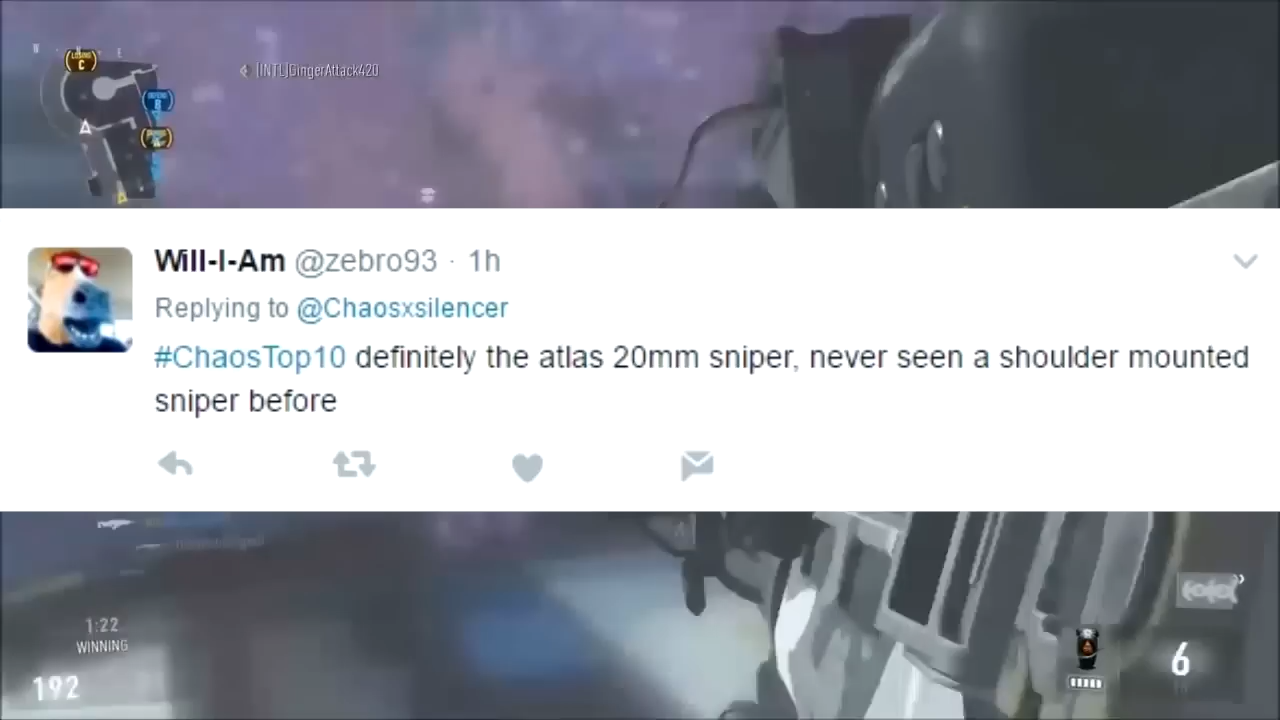 W N E
C
B
[INTL]GingerAttack420
Will-I-Am @zebro93 · 1h
Replying to @Chaosxsilencer
#ChaosTop10 definitely the atlas 20mm sniper, never seen a shoulder mounted
sniper before
1:22
WINNING
192
6